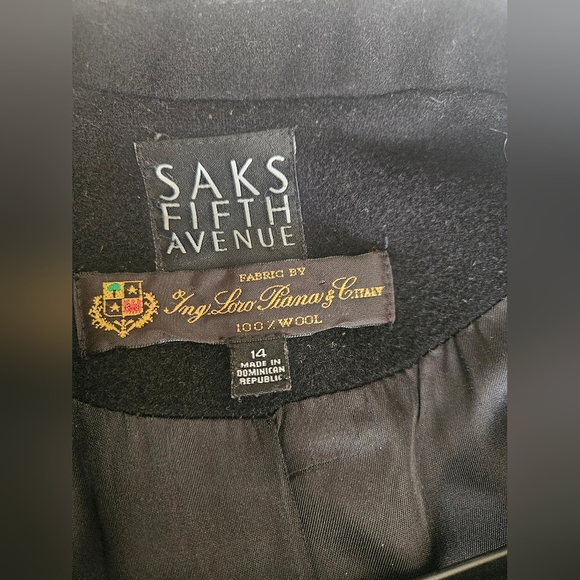 SAKS
FIFTH
AVENUE
FABRIC BY
Ing. Loro Piana & C. ITALY
100% WOOL
14
MADE IN
DOMINICAN
REPUBLIC